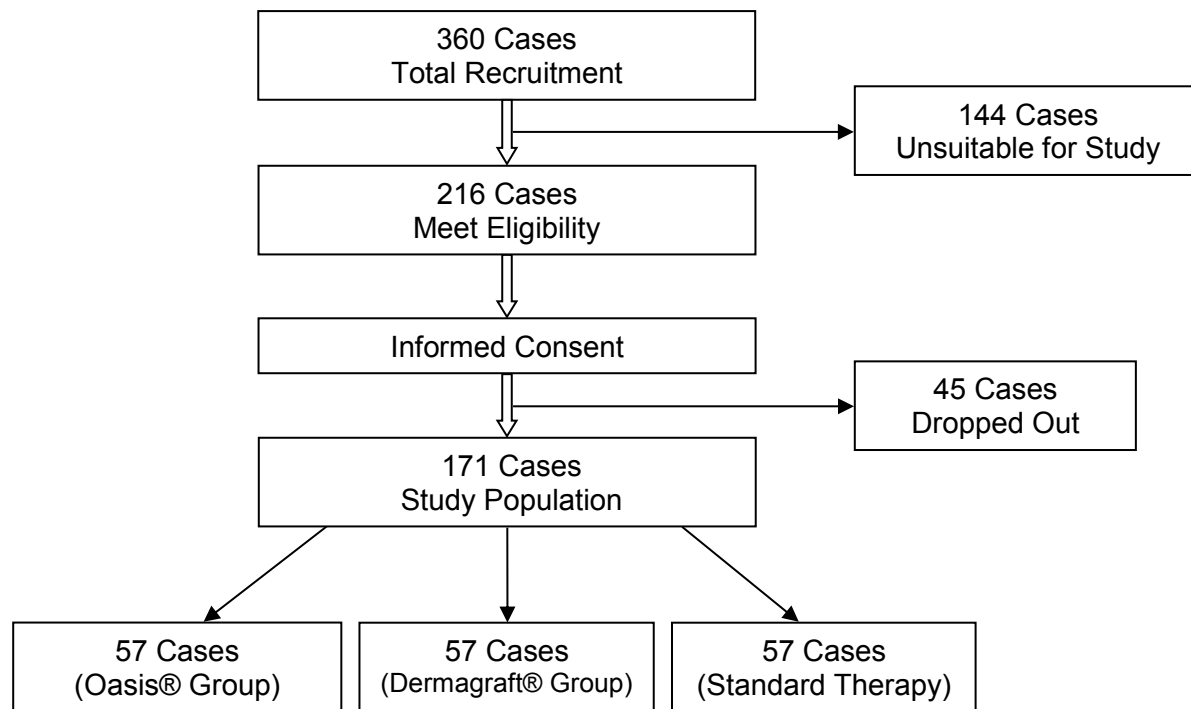 360 Cases
Total Recruitment
144 Cases
Unsuitable for Study
216 Cases
Meet Eligibility
Informed Consent
45 Cases
Dropped Out
171 Cases
Study Population
57 Cases
(Oasis® Group)
57 Cases
(Dermagraft® Group)
57 Cases
(Standard Therapy)